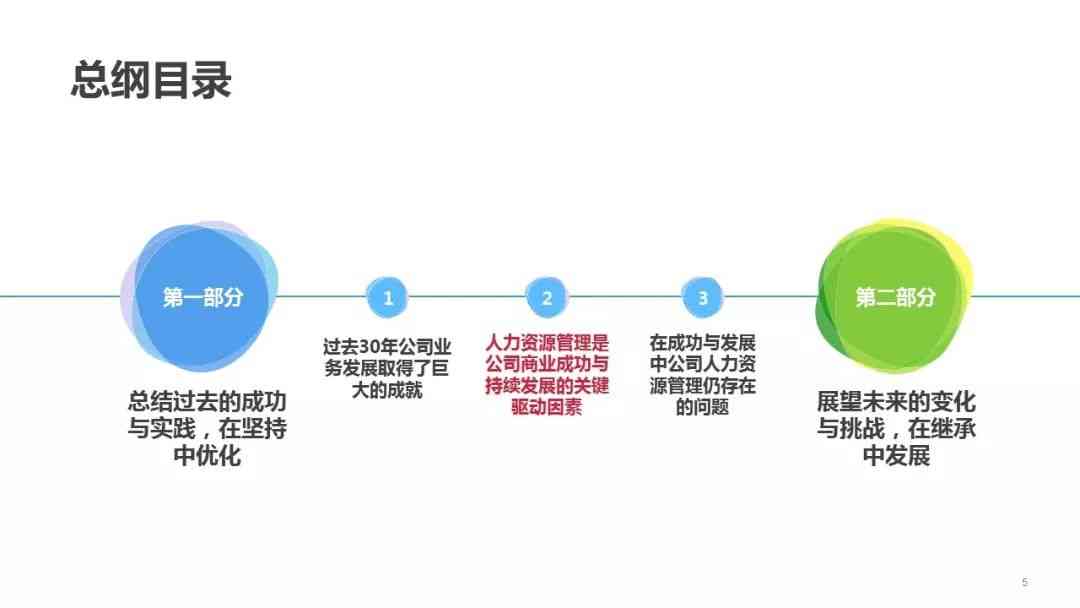 总纲目录
第一部分
总结过去的成功
与实践，在坚持
中优化
1
过去30年公司业
务发展取得了巨
大的成就
2
人力资源管理是
公司商业成功与
持续发展的关键
驱动因素
3
在成功与发展
中公司人力资
源管理仍存在
的问题
第二部分
展望未来的变化
与挑战，在继承
中发展
5